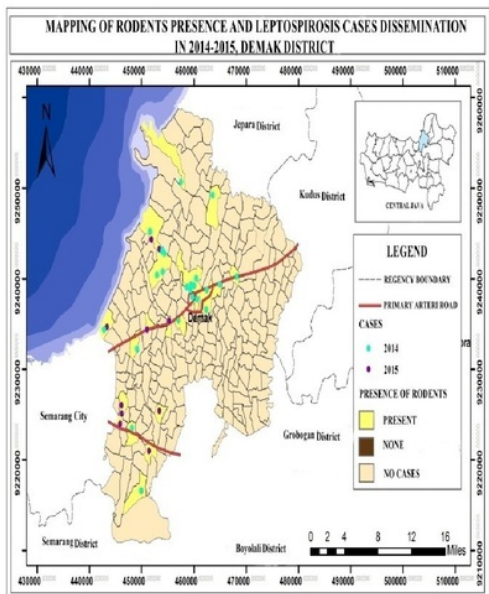 MAPPING OF RODENTS PRESENCE AND LEPTOSPIROSIS CASES DISSEMINATION
IN 2014-2015, DEMAK DISTRICT
430000 440000 450000 460000 470000 480000 490000 500000 510000
N
Jepara District
Kudus District
CENTRAL JAVA
9260000
9250000
9240000
9230000
9220000
9210000
Demak
Semarang City
Grobogan District
Semarang District
Boyolali District
LEGEND
REGENCY BOUNDARY
PRIMARY ARTERI ROAD
CASES
2014
2015
PRESENCE OF RODENTS
PRESENT
NONE
NO CASES
0 2 4 8 12 16
Miles
430000 440000 450000 460000 470000 480000 490000 500000 510000